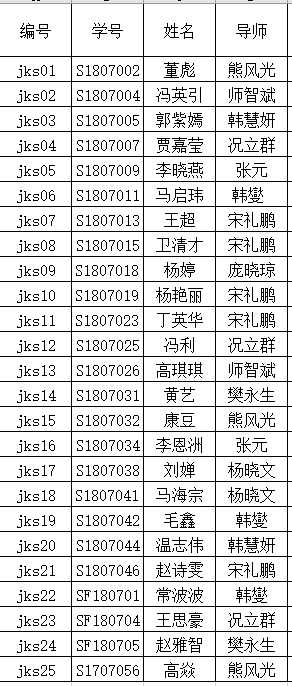 编号 学号 姓名 导师
jks01 S1807002 董彪 熊风光
jks02 S1807004 冯英引 师智斌
jks03 S1807005 郭紫嫣 韩慧妍
jks04 S1807007 贾嘉莹 况立群
jks05 S1807009 李晓燕 张元
jks06 S1807011 马启玮 韩燮
jks07 S1807013 王超 宋礼鹏
jks08 S1807015 卫清才 宋礼鹏
jks09 S1807018 杨婷 庞晓琼
jks10 S1807019 杨艳丽 宋礼鹏
jks11 S1807023 丁英华 宋礼鹏
jks12 S1807025 冯利 况立群
jks13 S1807026 高琪琪 师智斌
jks14 S1807031 黄艺 樊永生
jks15 S1807032 康豆 熊风光
jks16 S1807034 李恩洲 张元
jks17 S1807038 刘婵 杨晓文
jks18 S1807041 马海宗 杨晓文
jks19 S1807042 毛鑫 韩燮
jks20 S1807044 温志伟 韩慧妍
jks21 S1807046 赵诗雯 宋礼鹏
jks22 SF180701 常波波 韩燮
jks23 SF180704 王思豪 况立群
jks24 SF180705 赵雅智 樊永生
jks25 S1707056 高焱 熊风光